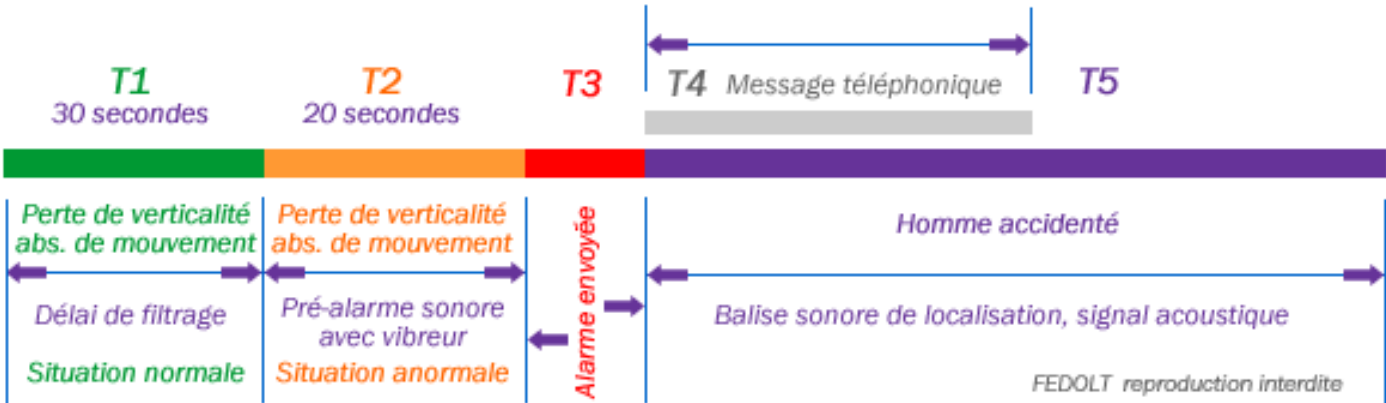 T1
30 secondes
T2
20 secondes
T3
T4 Message téléphonique
T5
Perte de verticalité
abs. de mouvement
Délai de filtrage
Situation normale
Perte de verticalité
abs. de mouvement
Pré-alarme sonore
avec vibreur
Situation anormale
Alarme envoyée
Homme accidenté
Balise sonore de localisation, signal acoustique
FEDOLT reproduction interdite